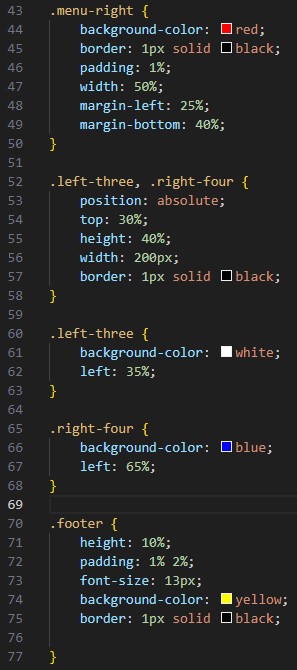 43 .menu-right {
44 background-color: red;
45 border: 1px solid black;
46 padding: 1%;
47 width: 50%;
48 margin-left: 25%;
49 margin-bottom: 40%;
50 }
51
52 .left-three, .right-four {
53 position: absolute;
54 top: 30%;
55 height: 40%;
56 width: 200px;
57 border: 1px solid black;
58 }
59
60 .left-three {
61 background-color: white;
62 left: 35%;
63 }
64
65 .right-four {
66 background-color: blue;
67 left: 65%;
68 }
69
70 .footer {
71 height: 10%;
72 padding: 1% 2%;
73 font-size: 13px;
74 background-color: yellow;
75 border: 1px solid black;
76
77 }